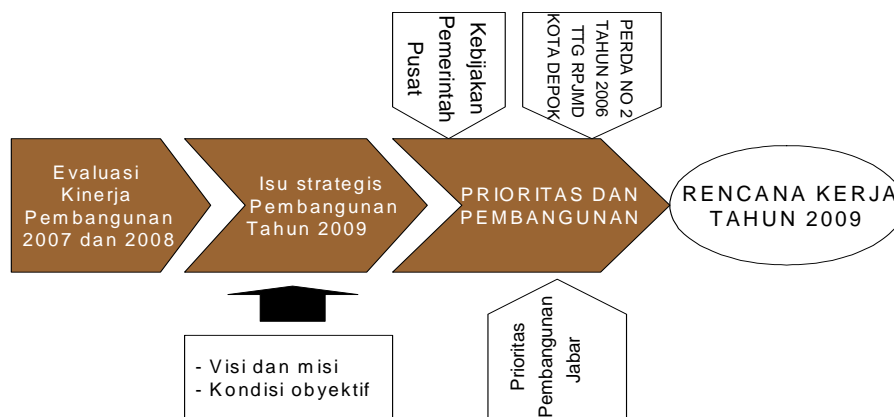 Kebijakan
Pemerintah
Pusat
PERDA NO 2
TAHUN 2006
TTG RPJMD
KOTA DEPOK
Evaluasi
Kinerja
Pembangunan
2007 dan 2008
Isu strategis
Pembangunan
Tahun 2009
PRIORITAS DAN
PEMBANGUNAN
RENCANA KERJA
TAHUN 2009
- Visi dan misi
- Kondisi obyektif
Prioritas
Pembangunan
Jabar